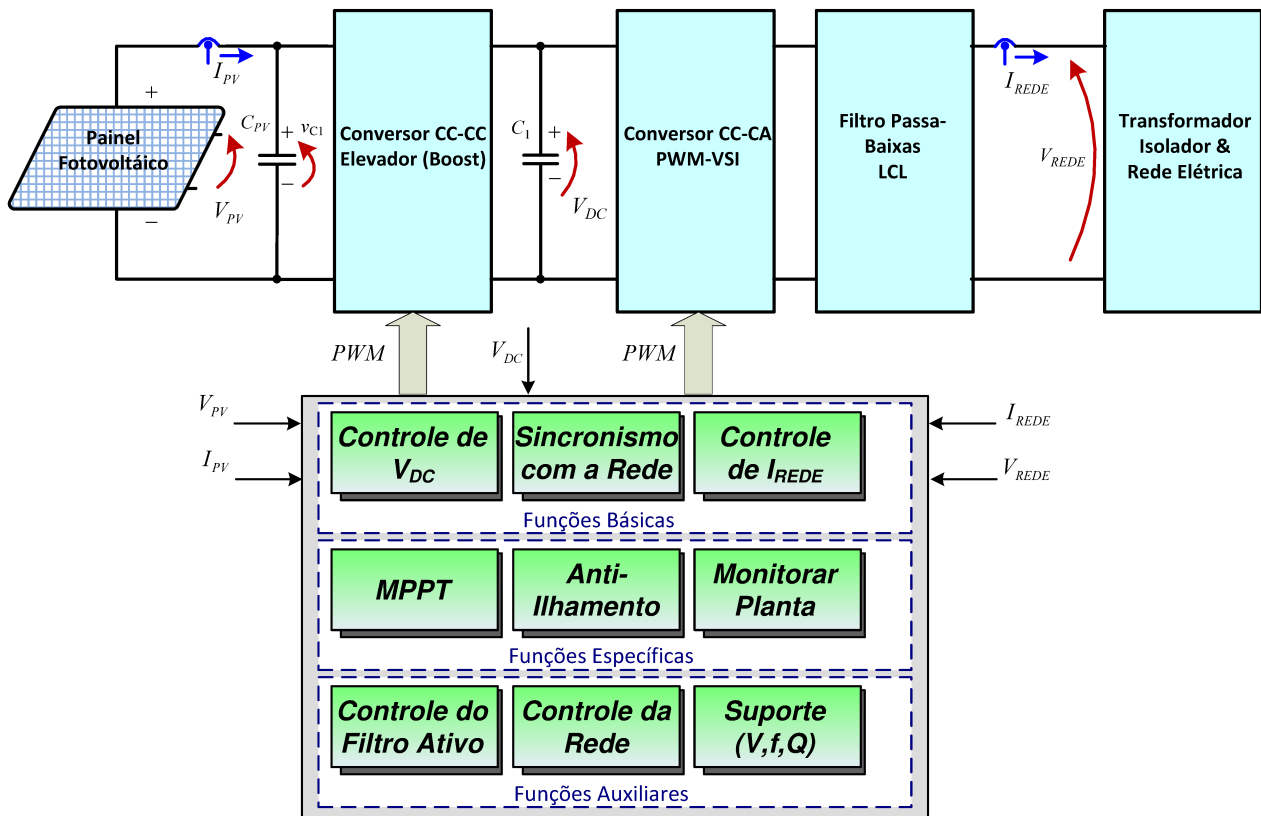 I_PV
+
Painel
Fotovoltáico
−
V_PV
C_PV
+
v_C1
−
Conversor CC-CC
Elevador (Boost)
C_1
+
−
V_DC
Conversor CC-CA
PWM-VSI
Filtro Passa-
Baixas
LCL
I_REDE
V_REDE
Transformador
Isolador &
Rede Elétrica
PWM
V_DC
PWM
V_PV
I_PV
I_REDE
V_REDE
Controle de
V_DC
Sincronismo
com a Rede
Controle
de I_REDE
Funções Básicas
MPPT
Anti-
Ilhamento
Monitorar
Planta
Funções Específicas
Controle do
Filtro Ativo
Controle da
Rede
Suporte
(V,f,Q)
Funções Auxiliares